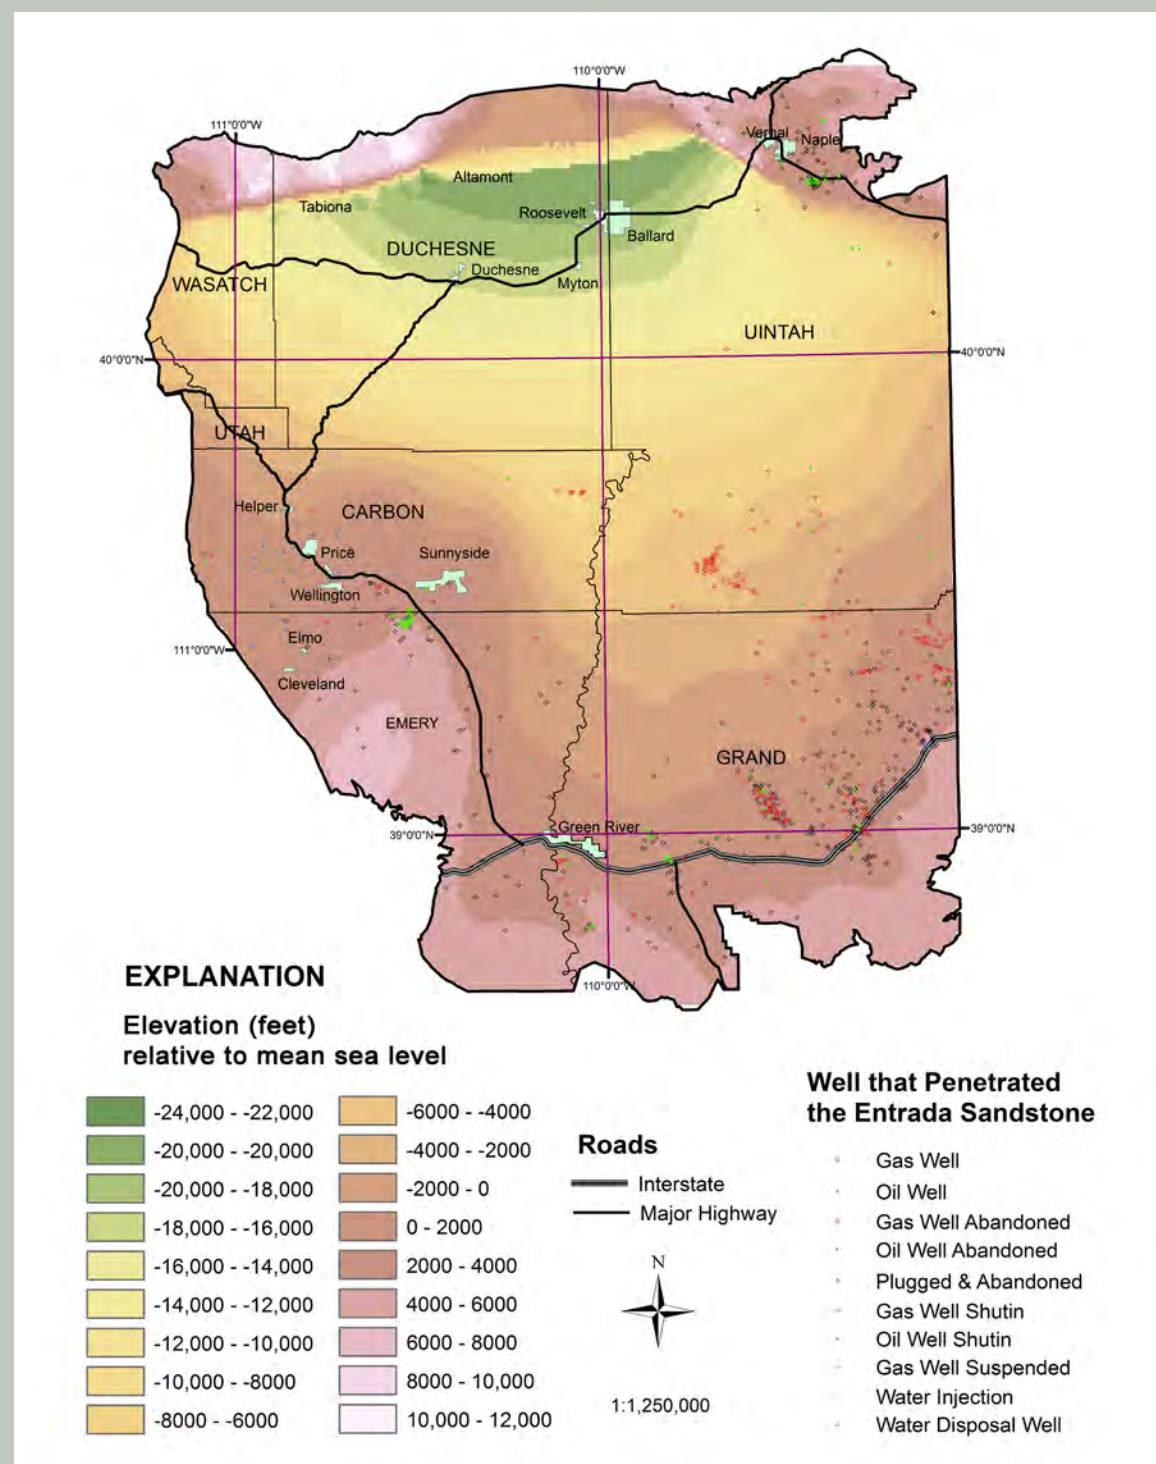 110°0'0"W
111°0'0"W
Vernal
Naple
Altamont
Tabiona
Roosevelt
Ballard
DUCHESNE
Duchesne
Myton
WASATCH
UINTAH
40°0'0"N
40°0'0"N
UTAH
Helper
CARBON
Price
Sunnyside
Wellington
Elmo
111°0'0"W
Cleveland
EMERY
GRAND
Green River
39°0'0"N
39°0'0"N
110°0'0"W
EXPLANATION
Elevation (feet)
relative to mean sea level
-24,000 - -22,000
-20,000 - -20,000
-20,000 - -18,000
-18,000 - -16,000
-16,000 - -14,000
-14,000 - -12,000
-12,000 - -10,000
-10,000 - -8000
-8000 - -6000
-6000 - -4000
-4000 - -2000
-2000 - 0
0 - 2000
2000 - 4000
4000 - 6000
6000 - 8000
8000 - 10,000
10,000 - 12,000
Roads
Interstate
Major Highway
N
1:1,250,000
Well that Penetrated
the Entrada Sandstone
Gas Well
Oil Well
Gas Well Abandoned
Oil Well Abandoned
Plugged & Abandoned
Gas Well Shutin
Oil Well Shutin
Gas Well Suspended
Water Injection
Water Disposal Well